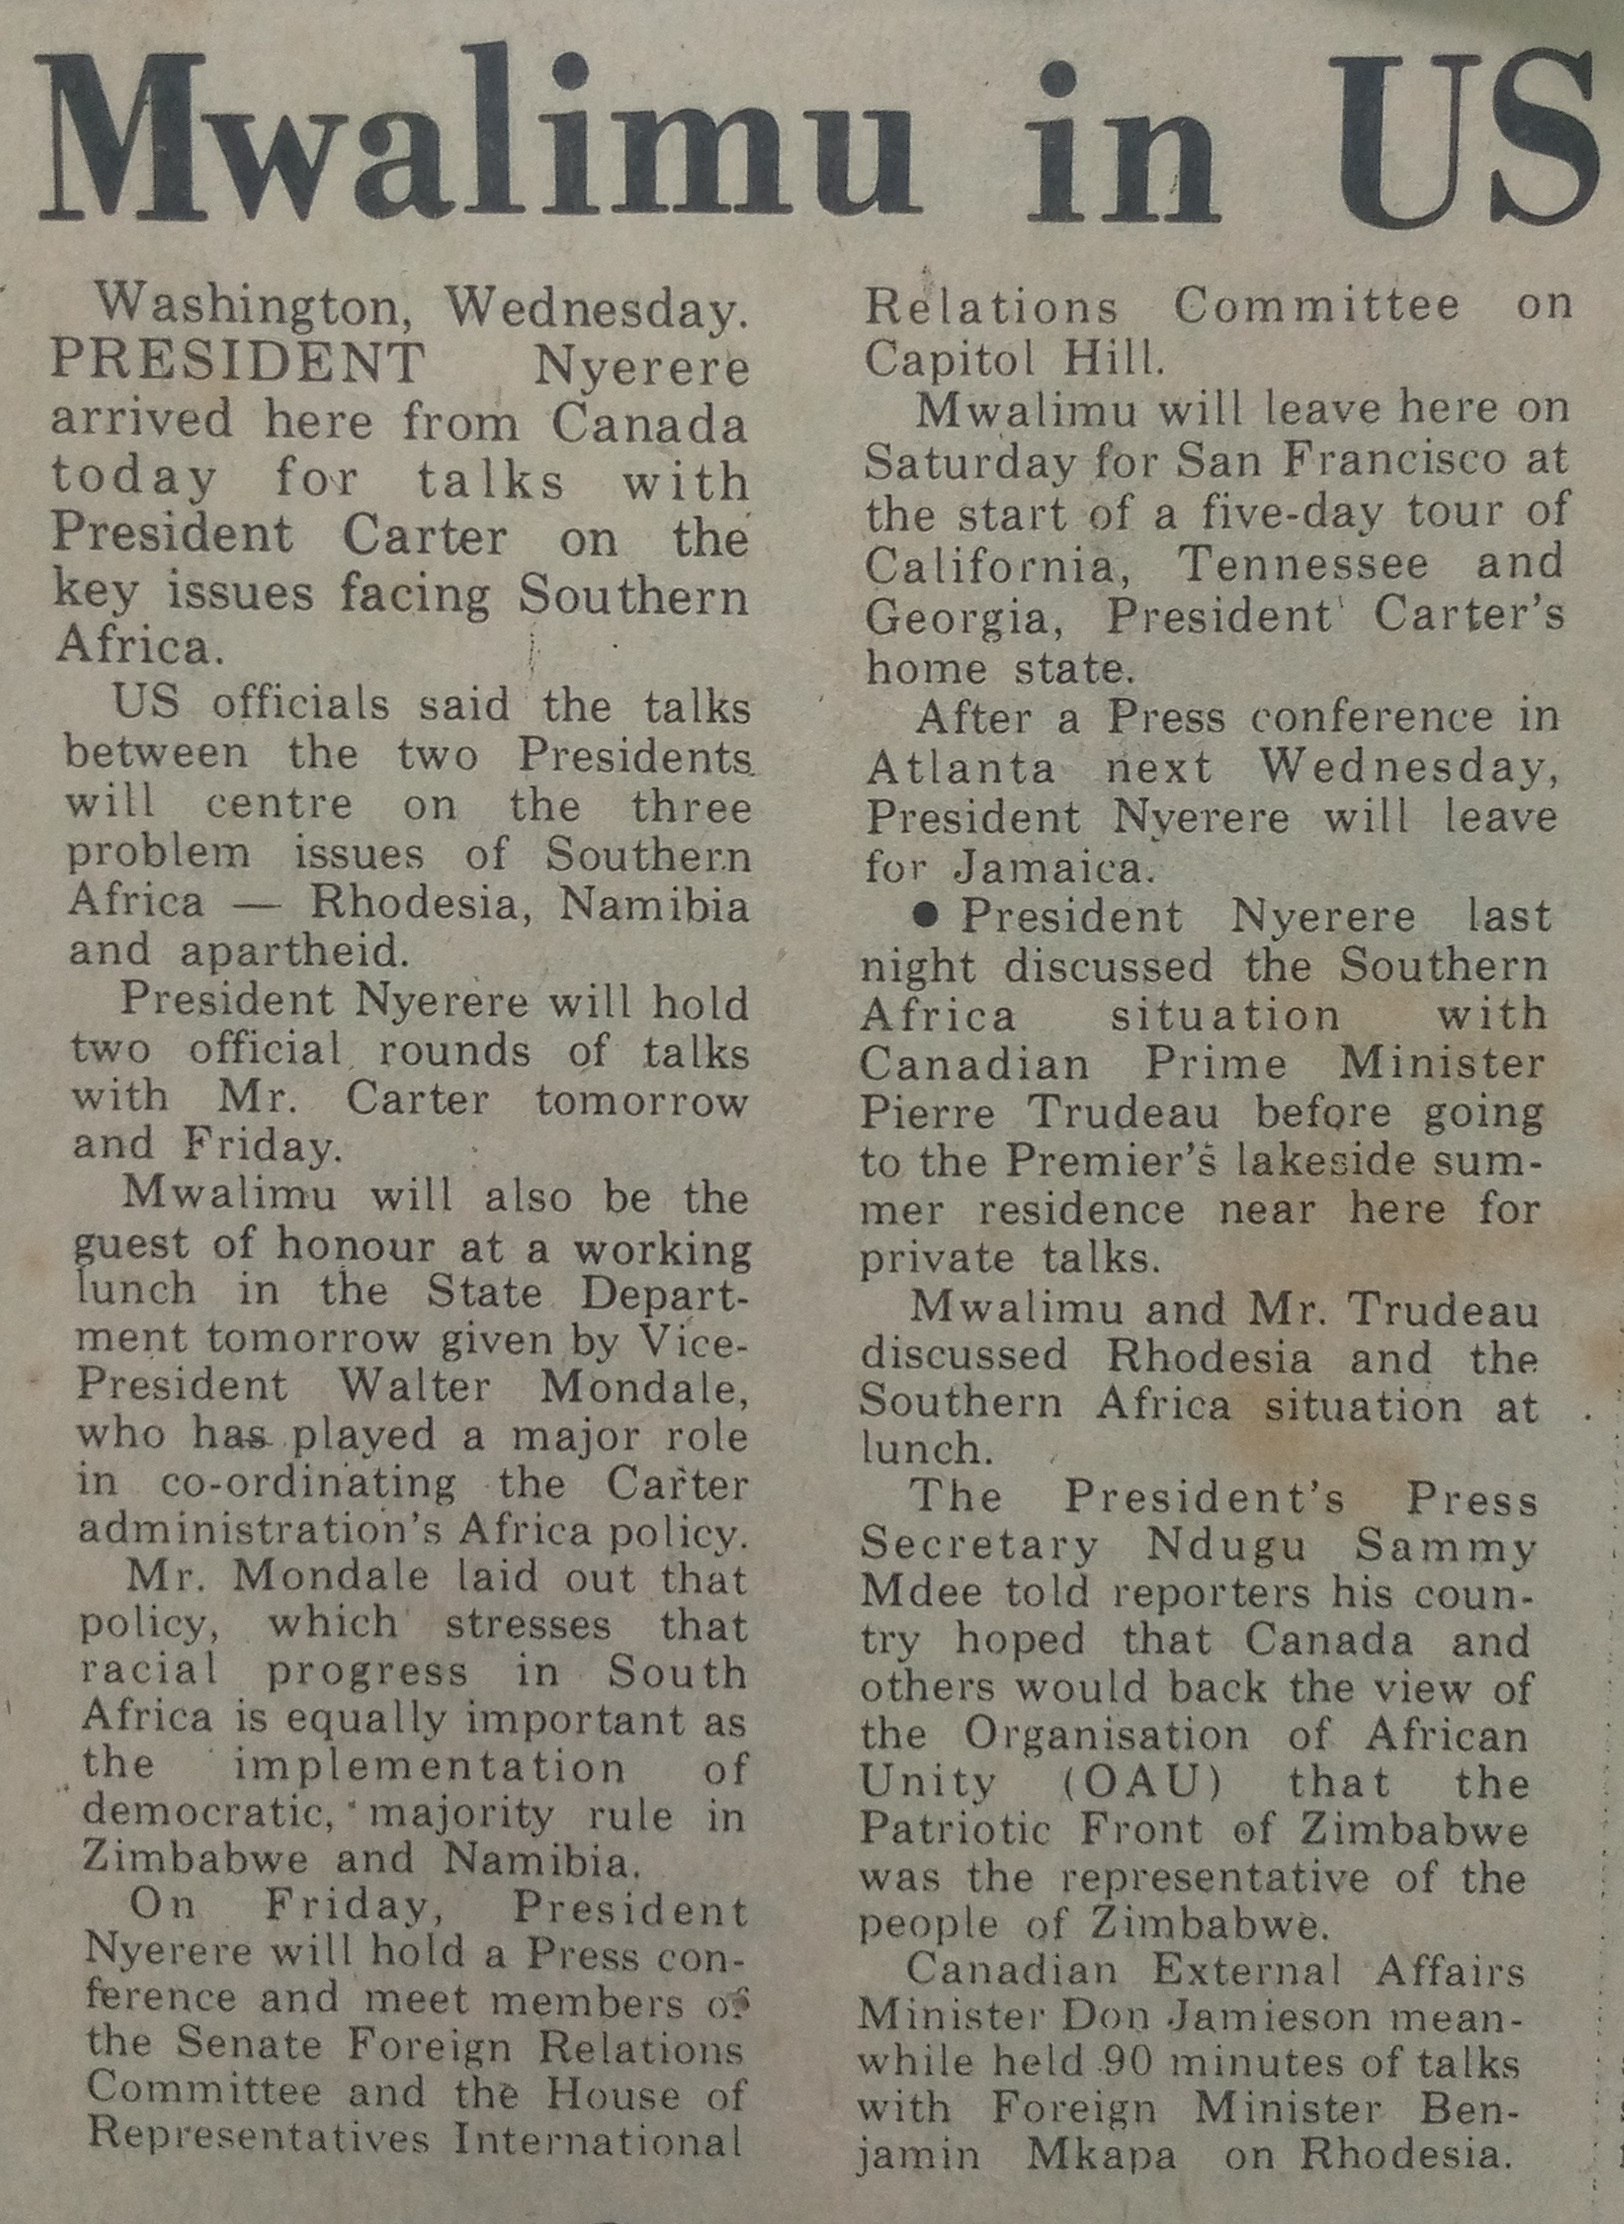 Mwalimu in US
Washington, Wednesday.
PRESIDENT Nyerere
arrived here from Canada
today for talks with
President Carter on the
key issues facing Southern
Africa.
US officials said the talks
between the two Presidents
will centre on the three
problem issues of Southern
Africa — Rhodesia, Namibia
and apartheid.
President Nyerere will hold
two official rounds of talks
with Mr. Carter tomorrow
and Friday.
Mwalimu will also be the
guest of honour at a working
lunch in the State Depart-
ment tomorrow given by Vice-
President Walter Mondale,
who has played a major role
in co-ordinating the Carter
administration's Africa policy.
Mr. Mondale laid out that
policy, which stresses that
racial progress in South
Africa is equally important as
the implementation of
democratic, majority rule in
Zimbabwe and Namibia.
On Friday, President
Nyerere will hold a Press con-
ference and meet members of
the Senate Foreign Relations
Committee and the House of
Representatives International
Relations Committee on
Capitol Hill.
Mwalimu will leave here on
Saturday for San Francisco at
the start of a five-day tour of
California, Tennessee and
Georgia, President Carter's
home state.
After a Press conference in
Atlanta next Wednesday,
President Nyerere will leave
for Jamaica.
● President Nyerere last
night discussed the Southern
Africa situation with
Canadian Prime Minister
Pierre Trudeau before going
to the Premier's lakeside sum-
mer residence near here for
private talks.
Mwalimu and Mr. Trudeau
discussed Rhodesia and the
Southern Africa situation at
lunch.
The President's Press
Secretary Ndugu Sammy
Mdee told reporters his coun-
try hoped that Canada and
others would back the view of
the Organisation of African
Unity (OAU) that the
Patriotic Front of Zimbabwe
was the representative of the
people of Zimbabwe.
Canadian External Affairs
Minister Don Jamieson mean-
while held 90 minutes of talks
with Foreign Minister Ben-
jamin Mkapa on Rhodesia.